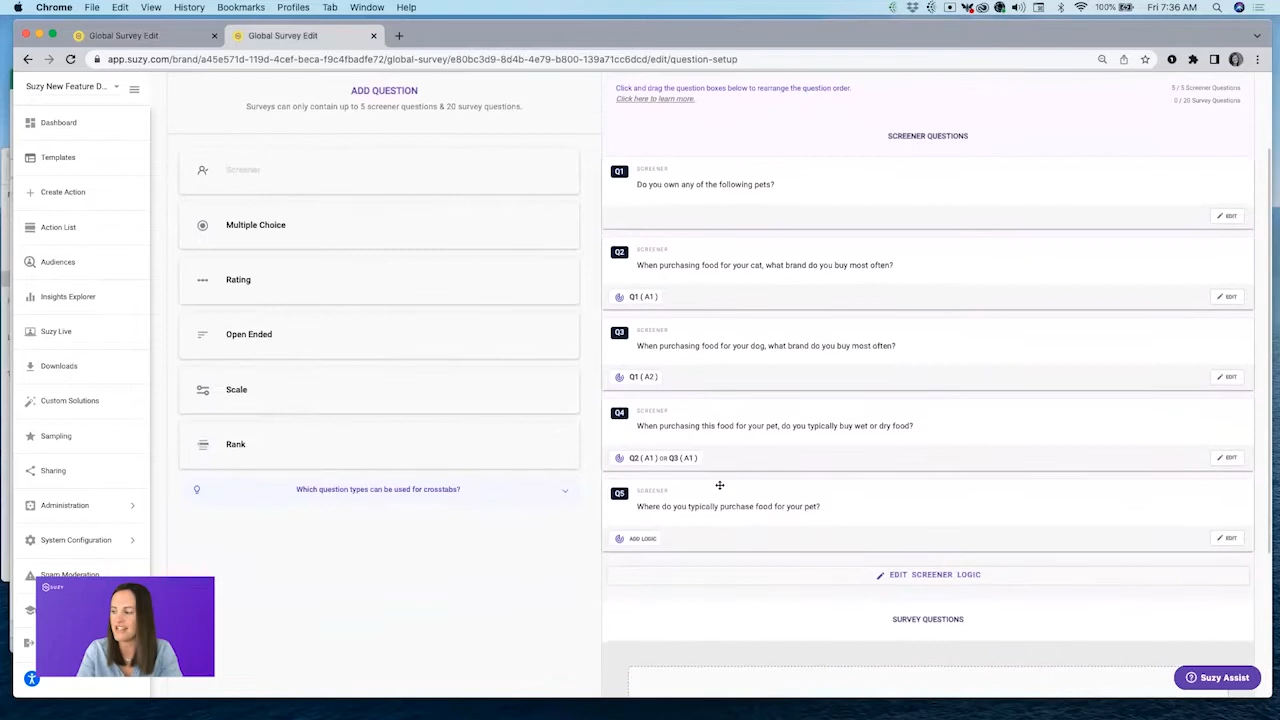 Chrome File Edit View History Bookmarks Profiles Tab Window Help 100% Fri 7:36 AM
Global Survey Edit
Global Survey Edit
app.suzy.com/brand/a45e571d-119d-4cef-beca-f9c4fbadfe72/global-survey/e80bc3d9-8d4b-4e79-b800-139a71cc6dcd/edit/question-setup
Suzy New Feature D...
Dashboard
Templates
Create Action
Action List
Audiences
Insights Explorer
Suzy Live
Downloads
Custom Solutions
Sampling
Sharing
Administration
System Configuration
Spam Moderation
SUZY
ADD QUESTION
Surveys can only contain up to 5 screener questions & 20 survey questions.
Screener
Multiple Choice
Rating
Open Ended
Scale
Rank
Which question types can be used for crosstabs?
Click and drag the question boxes below to rearrange the question order.
Click here to learn more.
5 / 5 Screener Questions
0 / 20 Survey Questions
SCREENER QUESTIONS
Q1 SCREENER
Do you own any of the following pets?
EDIT
Q2 SCREENER
When purchasing food for your cat, what brand do you buy most often?
Q1 ( A1 ) EDIT
Q3 SCREENER
When purchasing food for your dog, what brand do you buy most often?
Q1 ( A2 ) EDIT
Q4 SCREENER
When purchasing this food for your pet, do you typically buy wet or dry food?
Q2 ( A1 ) OR Q3 ( A1 ) EDIT
Q5 SCREENER
Where do you typically purchase food for your pet?
ADD LOGIC EDIT
EDIT SCREENER LOGIC
SURVEY QUESTIONS
Suzy Assist